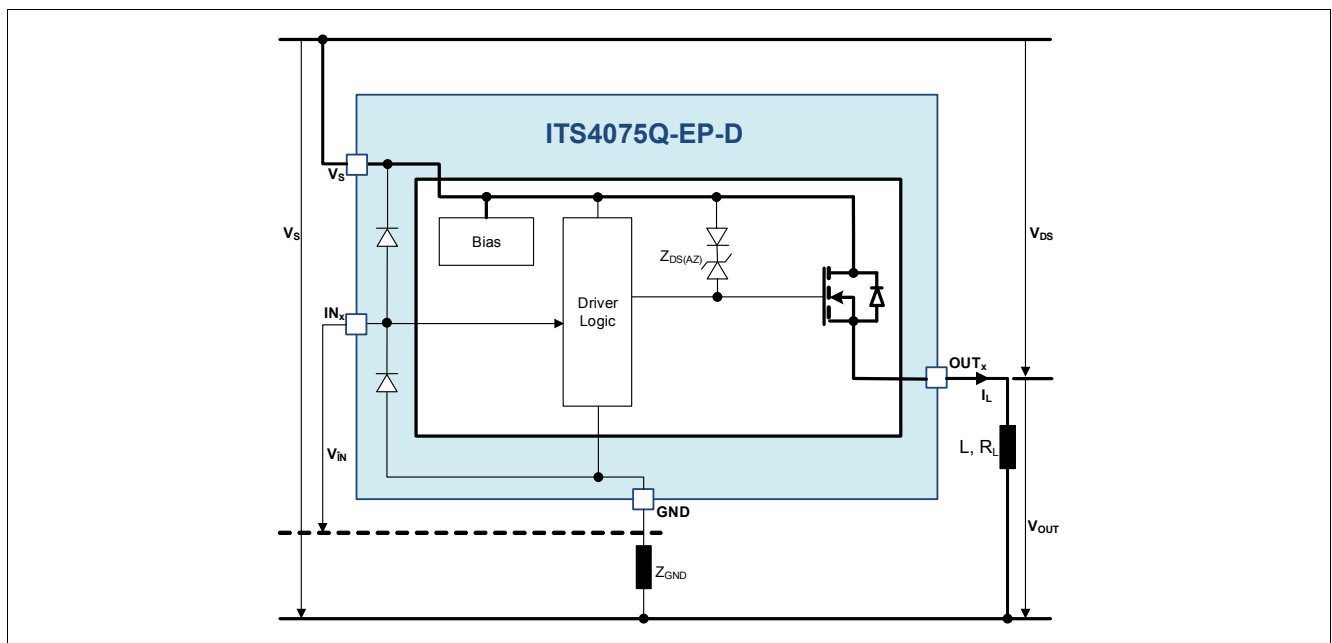 ITS4075Q-EP-D
VS
VS
Bias
ZDS(AZ)
VDS
INx
Driver
Logic
OUTx
IL
L, RL
VIN
GND
VOUT
ZGND